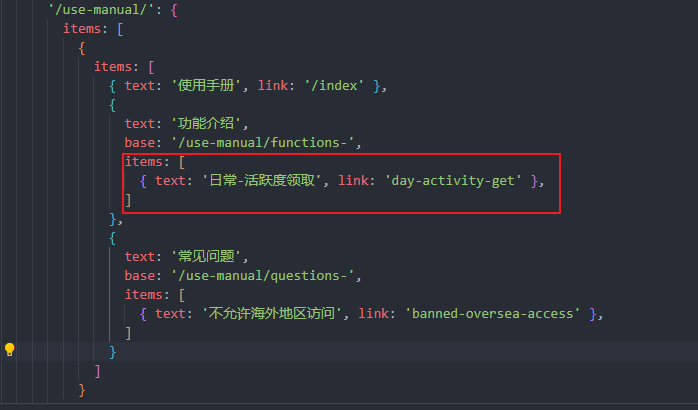 '/use-manual/': {
items: [
{
items: [
{ text: '使用手册', link: '/index' },
{
text: '功能介绍',
base: '/use-manual/functions-',
items: [
{ text: '日常-活跃度领取', link: 'day-activity-get' },
]
},
{
text: '常见问题',
base: '/use-manual/questions-',
items: [
{ text: '不允许海外地区访问', link: 'banned-oversea-access' },
]
}
]
}